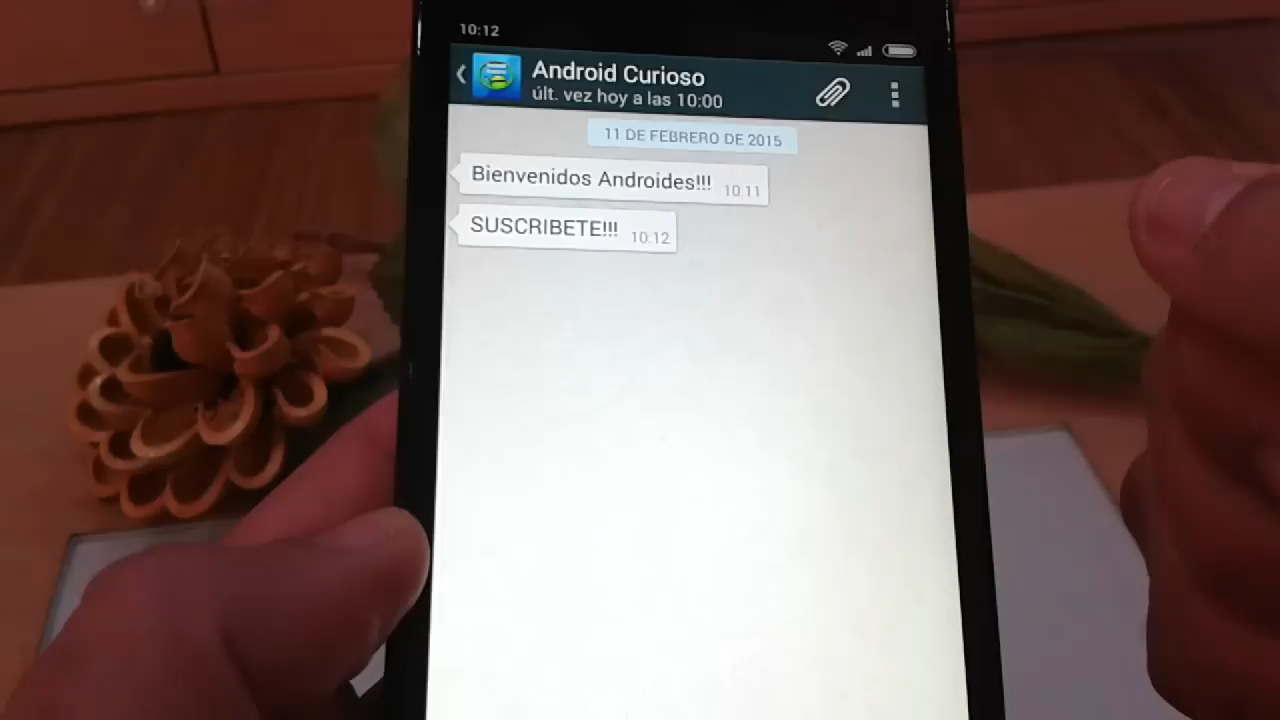 10:12
Android Curioso
últ. vez hoy a las 10:00
11 DE FEBRERO DE 2015
Bienvenidos Androides!!! 10:11
SUSCRIBETE!!! 10:12